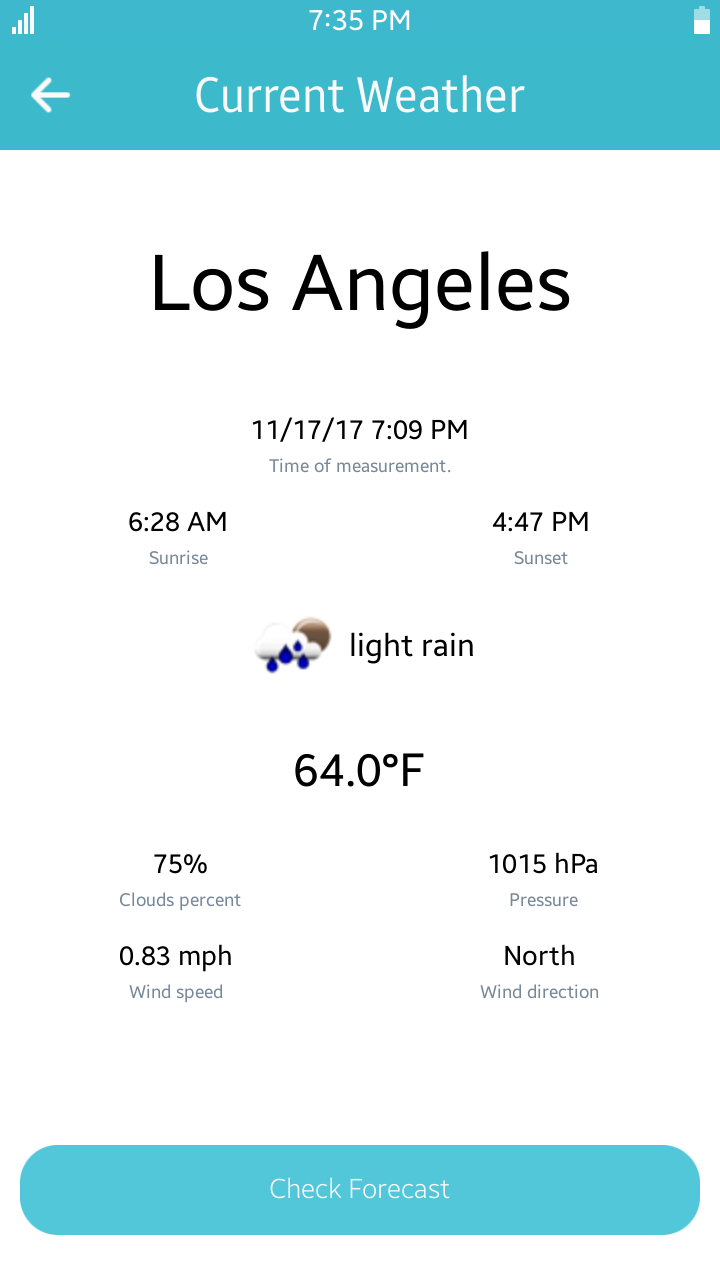 7:35 PM
Current Weather
Los Angeles
11/17/17 7:09 PM
Time of measurement.
6:28 AM
Sunrise
4:47 PM
Sunset
light rain
64.0°F
75%
Clouds percent
1015 hPa
Pressure
0.83 mph
Wind speed
North
Wind direction
Check Forecast